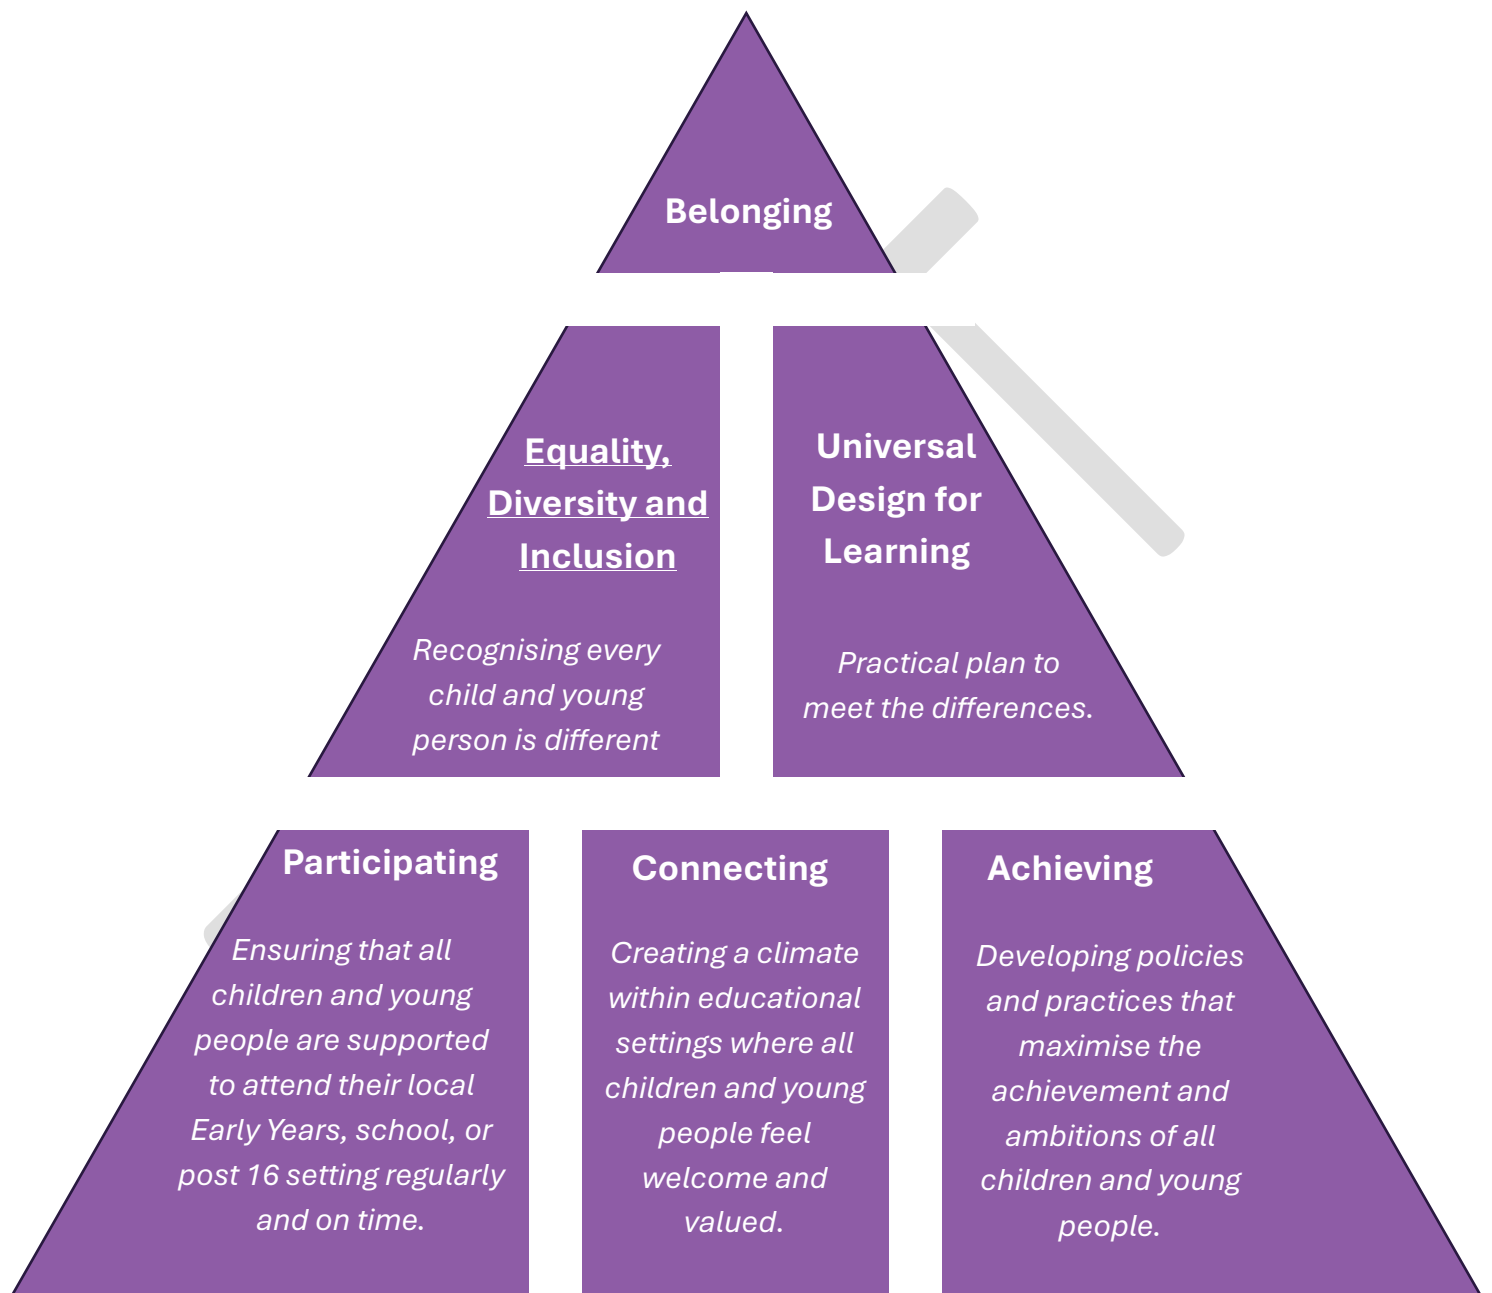 Belonging
Equality,
Diversity and
Inclusion
Recognising every
child and young
person is different
Universal
Design for
Learning
Practical plan to
meet the differences.
Participating
Ensuring that all
children and young
people are supported
to attend their local
Early Years, school, or
post 16 setting regularly
and on time.
Connecting
Creating a climate
within educational
settings where all
children and young
people feel
welcome and
valued.
Achieving
Developing policies
and practices that
maximise the
achievement and
ambitions of all
children and young
people.